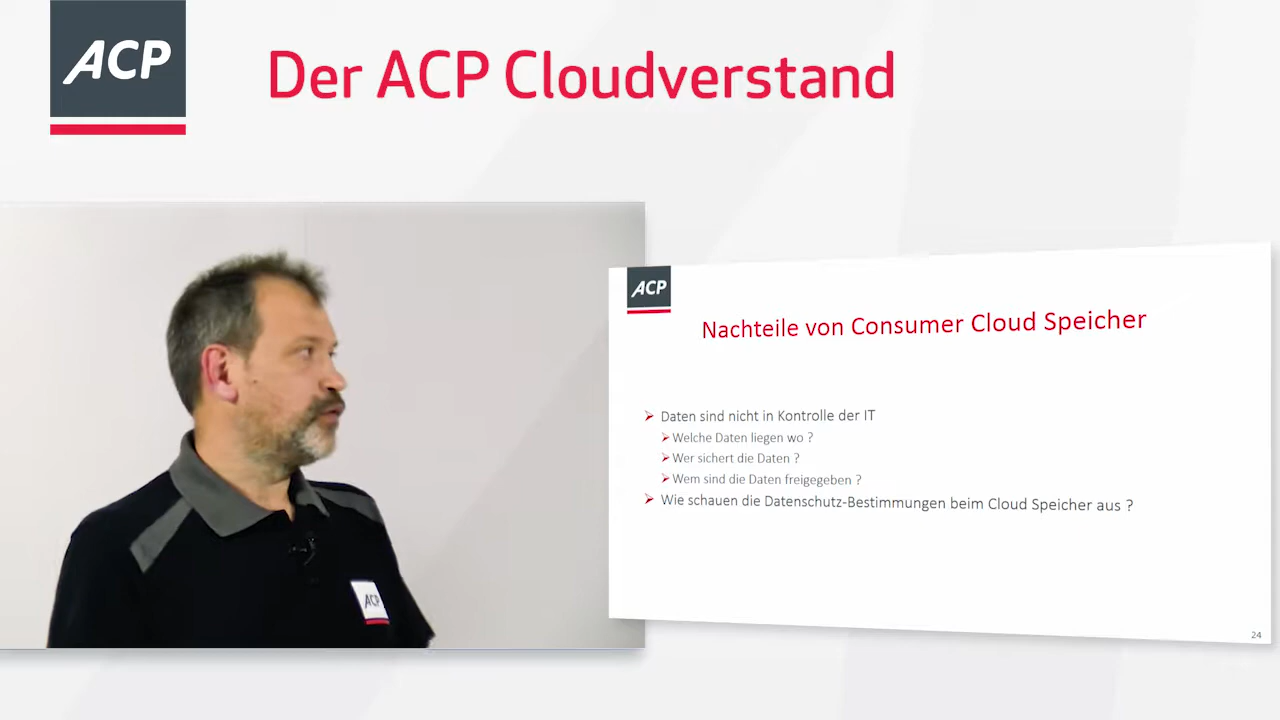 ACP
Der ACP Cloudverstand
ACP
Nachteile von Consumer Cloud Speicher
➢ Daten sind nicht in Kontrolle der IT
➢ Welche Daten liegen wo ?
➢ Wer sichert die Daten ?
➢ Wem sind die Daten freigegeben ?
➢ Wie schauen die Datenschutz-Bestimmungen beim Cloud Speicher aus ?
24
ACP